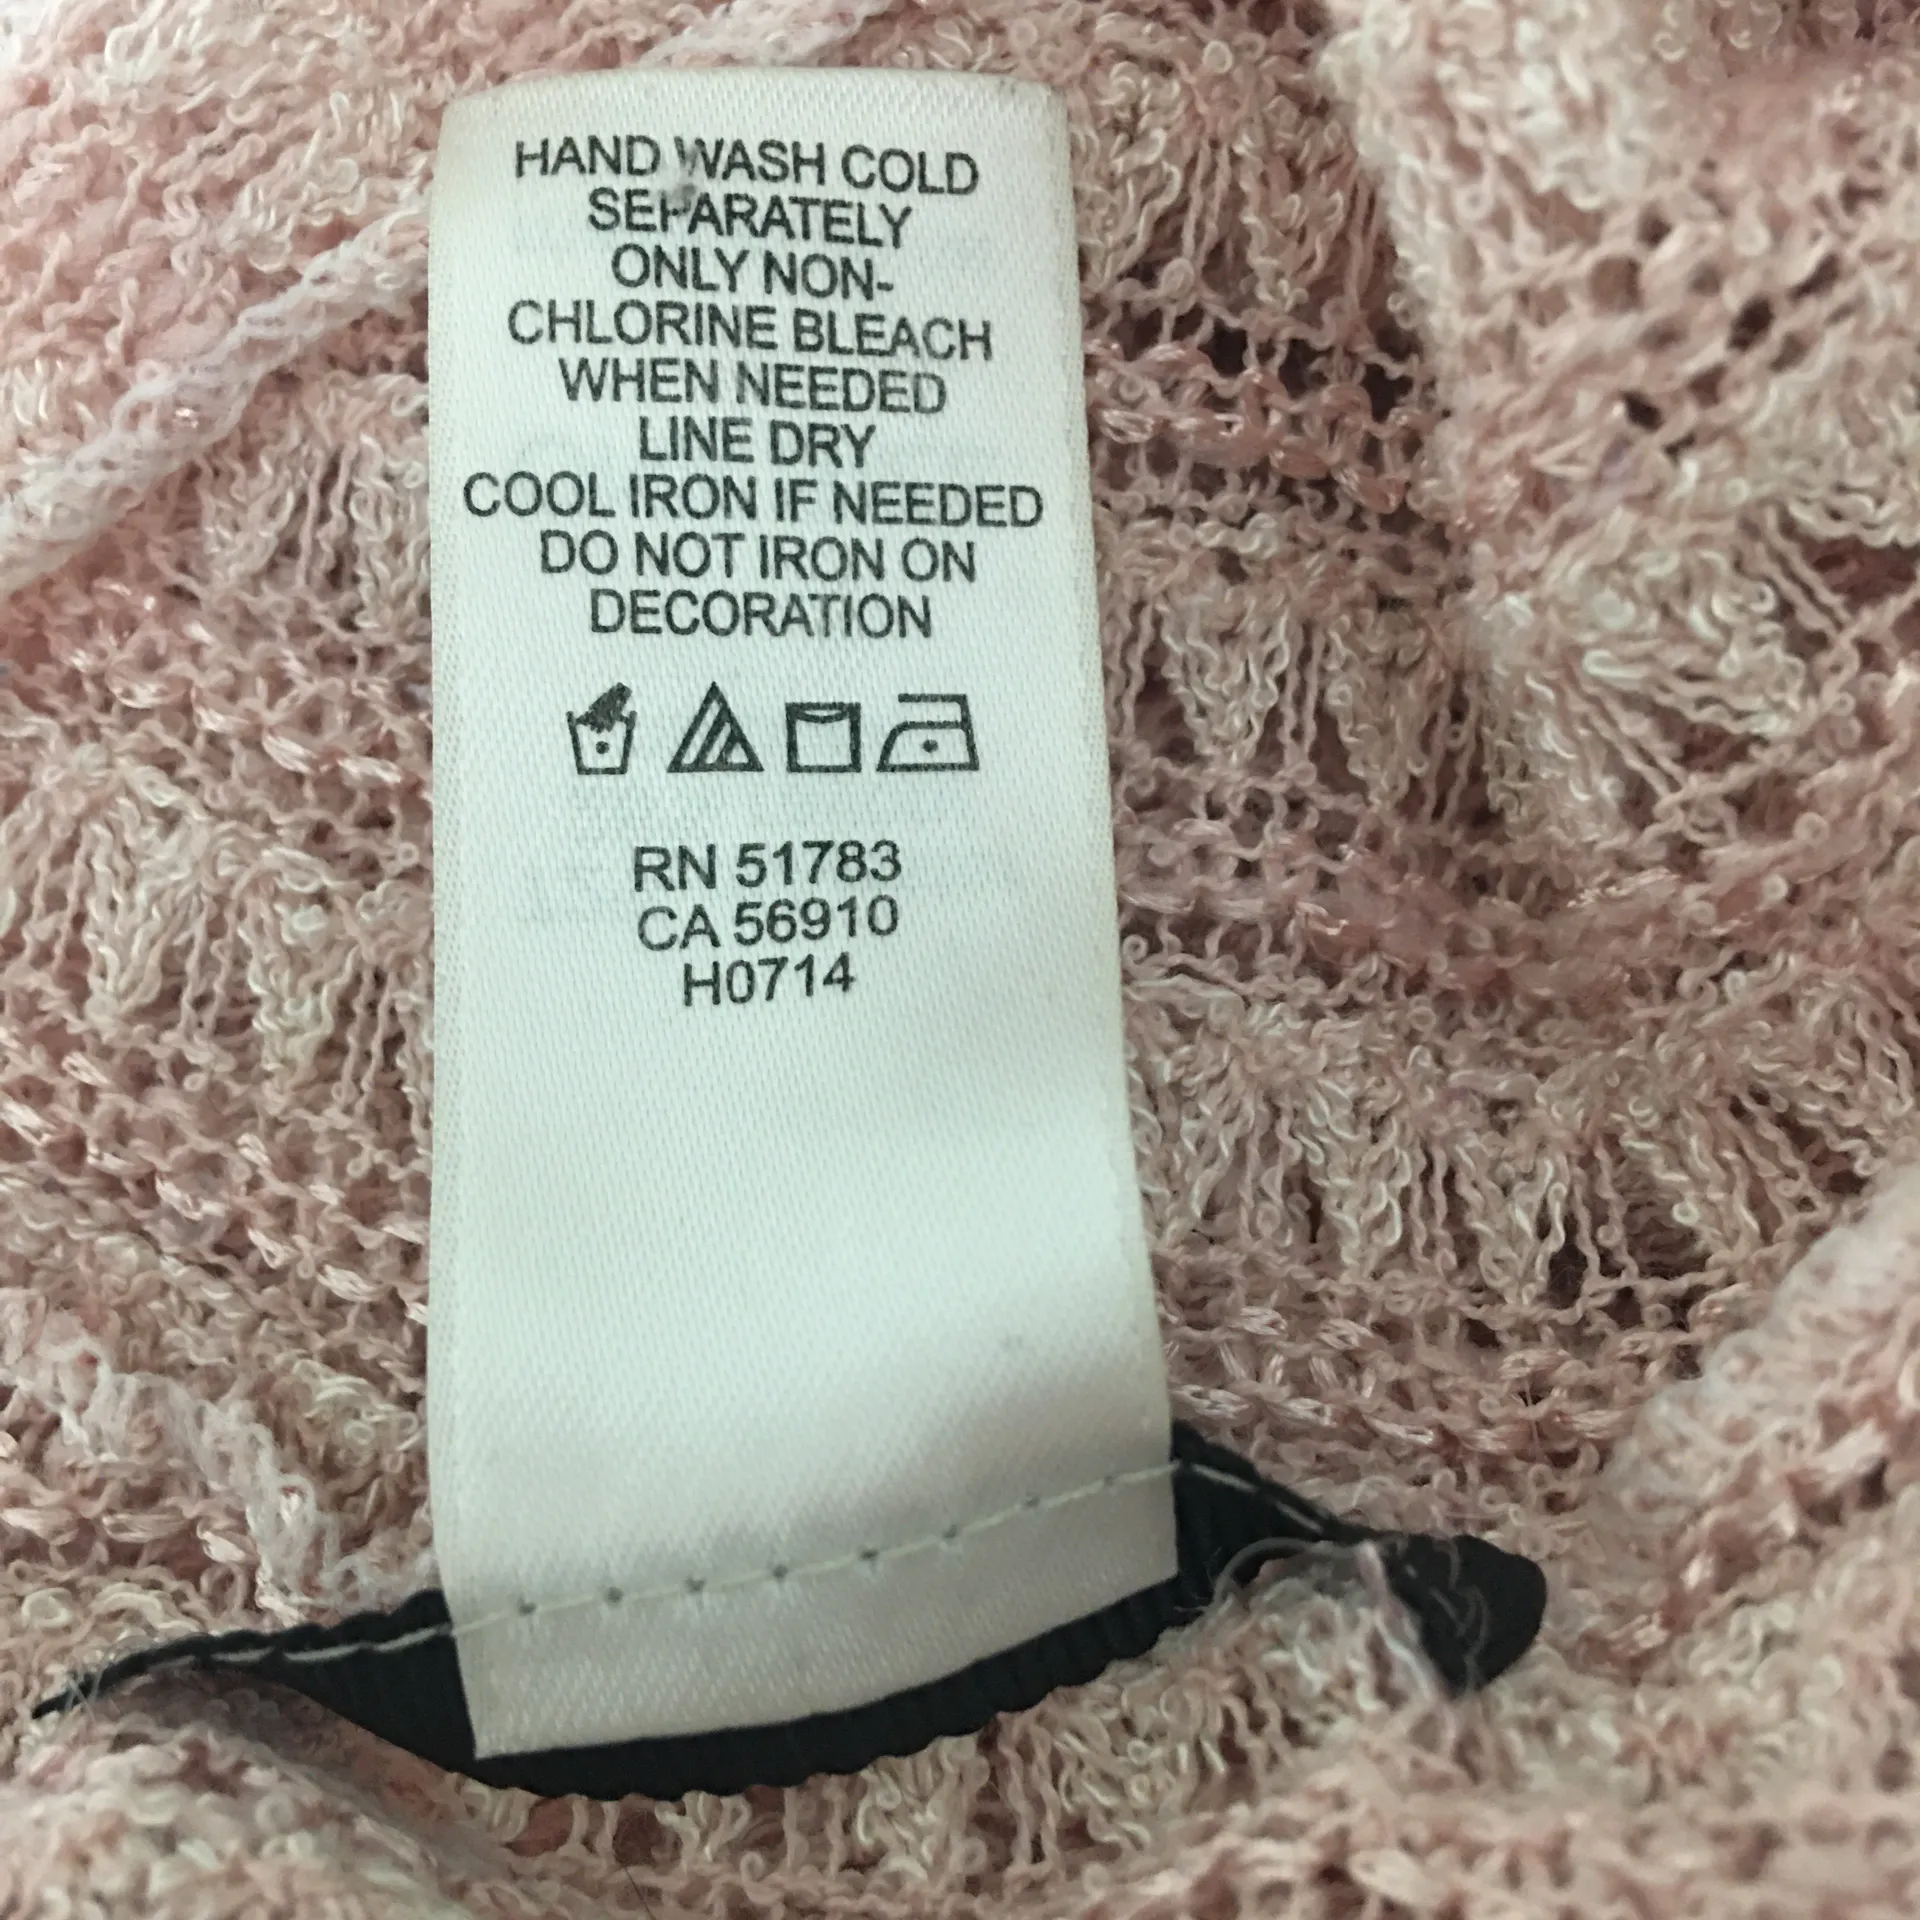 HAND WASH COLD
SEPARATELY
ONLY NON-
CHLORINE BLEACH
WHEN NEEDED
LINE DRY
COOL IRON IF NEEDED
DO NOT IRON ON
DECORATION
RN 51783
CA 56910
H0714